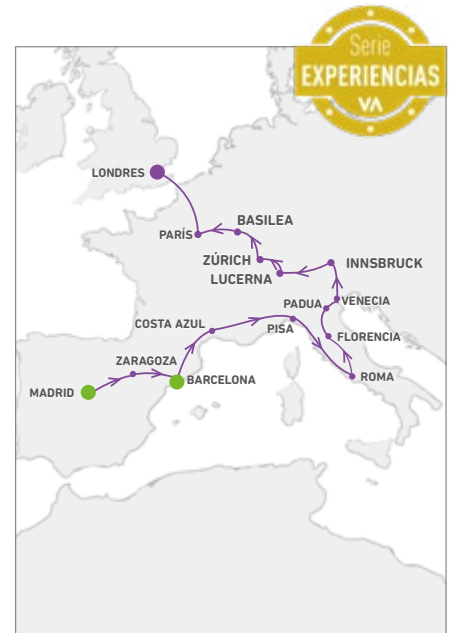 Serie
EXPERIENCIAS
VA
LONDRES
PARÍS
BASILEA
ZÚRICH
LUCERNA
INNSBRUCK
PADUA
VENECIA
COSTA AZUL
PISA
FLORENCIA
ZARAGOZA
BARCELONA
ROMA
MADRID